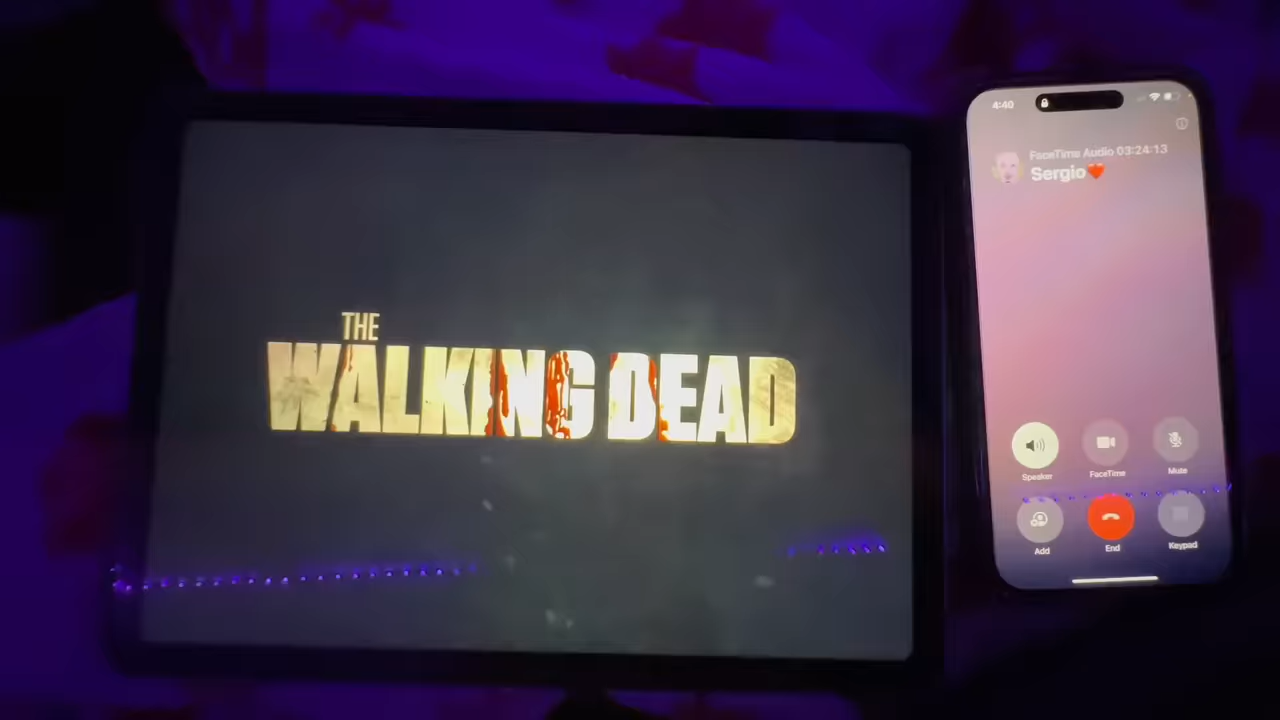 THE
WALKING DEAD
4:40
FaceTime Audio 03:24:13
Sergio❤️
Speaker
FaceTime
Mute
Add
End
Keypad